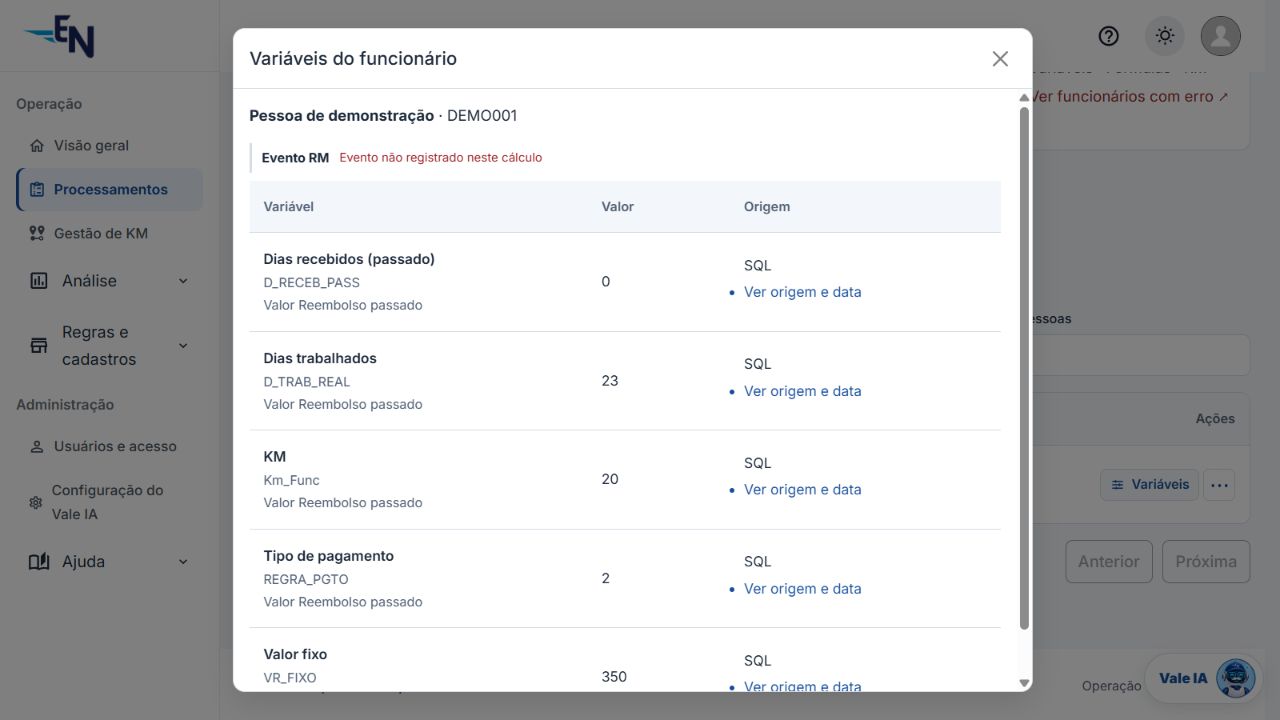 EN
Operação
Visão geral
Processamentos
Gestão de KM
Análise
Regras e
cadastros
Administração
Usuários e acesso
Configuração do
Vale IA
Ajuda
Variáveis do funcionário
Pessoa de demonstração · DEMO001
Evento RM Evento não registrado neste cálculo
Variável Valor Origem
Dias recebidos (passado)
D_RECEB_PASS
Valor Reembolso passado
0
SQL
• Ver origem e data
Dias trabalhados
D_TRAB_REAL
Valor Reembolso passado
23
SQL
• Ver origem e data
KM
Km_Func
Valor Reembolso passado
20
SQL
• Ver origem e data
Tipo de pagamento
REGRA_PGTO
Valor Reembolso passado
2
SQL
• Ver origem e data
Valor fixo
VR_FIXO
350
SQL
• Ver origem e data
Ver funcionários com erro ↗
Ações
Variáveis
Anterior Próxima
Operação
Vale IA